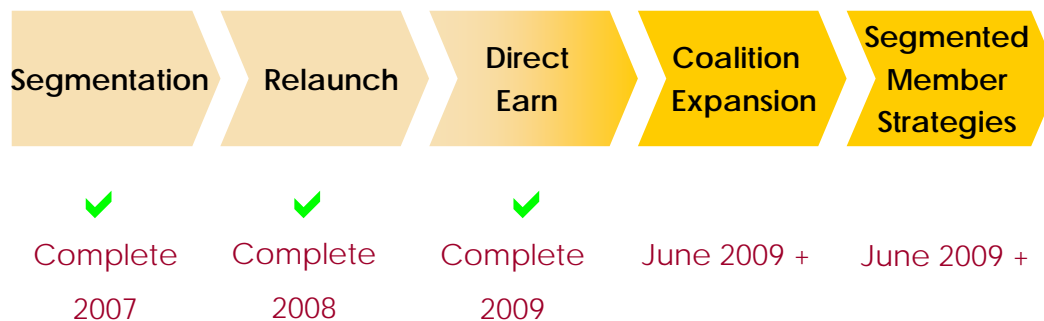 Segmentation
Relaunch
Direct
Earn
Coalition
Expansion
Segmented
Member
Strategies
Complete
2007
Complete
2008
Complete
2009
June 2009 +
June 2009 +